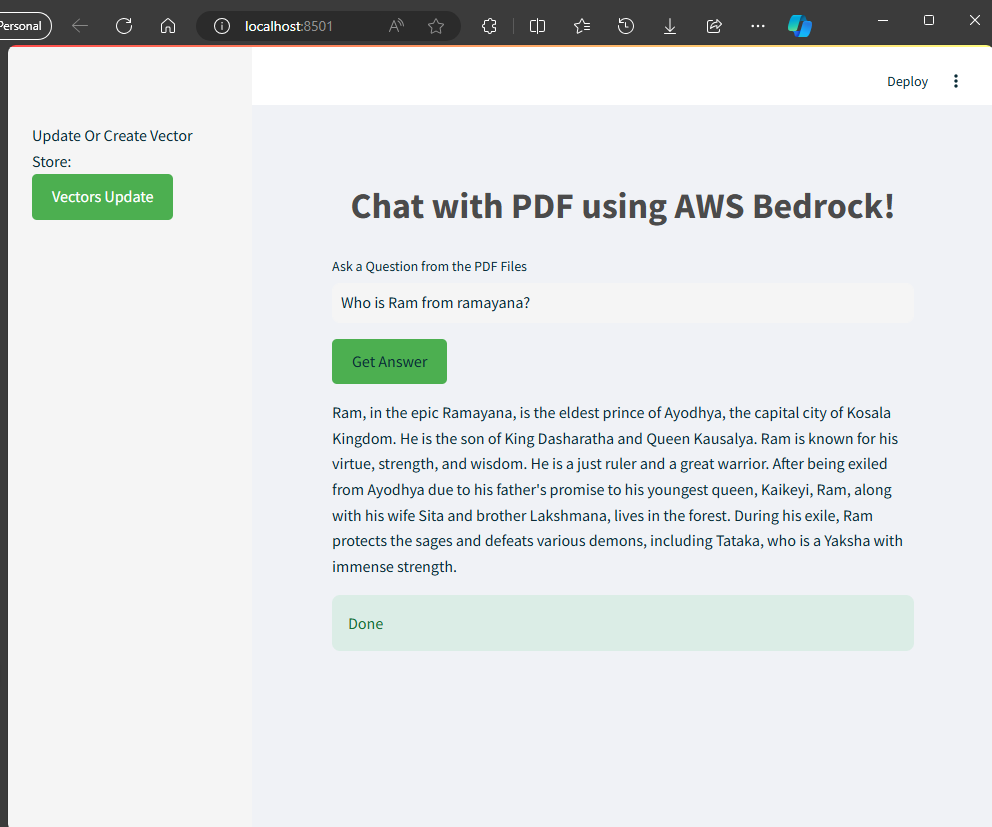 Personal
localhost:8501
Deploy
Update Or Create Vector
Store:
Vectors Update
Chat with PDF using AWS Bedrock!
Ask a Question from the PDF Files
Who is Ram from ramayana?
Get Answer
Ram, in the epic Ramayana, is the eldest prince of Ayodhya, the capital city of Kosala
Kingdom. He is the son of King Dasharatha and Queen Kausalya. Ram is known for his
virtue, strength, and wisdom. He is a just ruler and a great warrior. After being exiled
from Ayodhya due to his father's promise to his youngest queen, Kaikeyi, Ram, along
with his wife Sita and brother Lakshmana, lives in the forest. During his exile, Ram
protects the sages and defeats various demons, including Tataka, who is a Yaksha with
immense strength.
Done